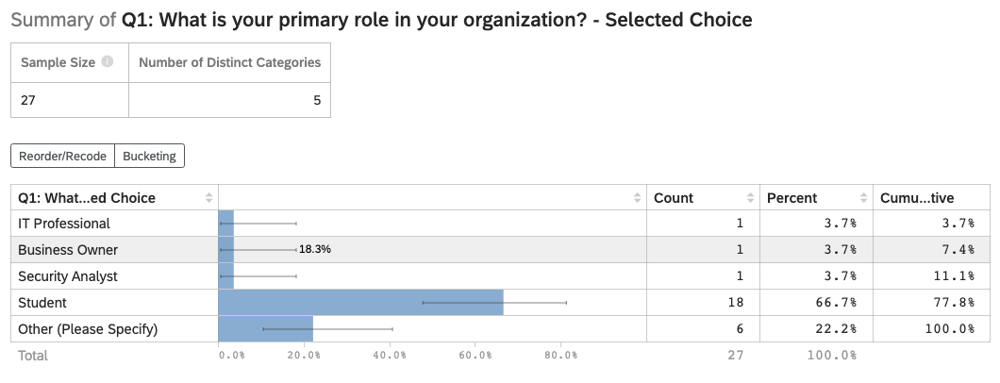 Summary of Q1: What is your primary role in your organization? - Selected Choice
Sample Size Number of Distinct Categories
27 5
Reorder/Recode Bucketing
Q1: What...ed Choice Count Percent Cumu...tive
IT Professional 1 3.7% 3.7%
Business Owner 18.3% 1 3.7% 7.4%
Security Analyst 1 3.7% 11.1%
Student 18 66.7% 77.8%
Other (Please Specify) 6 22.2% 100.0%
Total 0.0% 20.0% 40.0% 60.0% 80.0% 27 100.0%